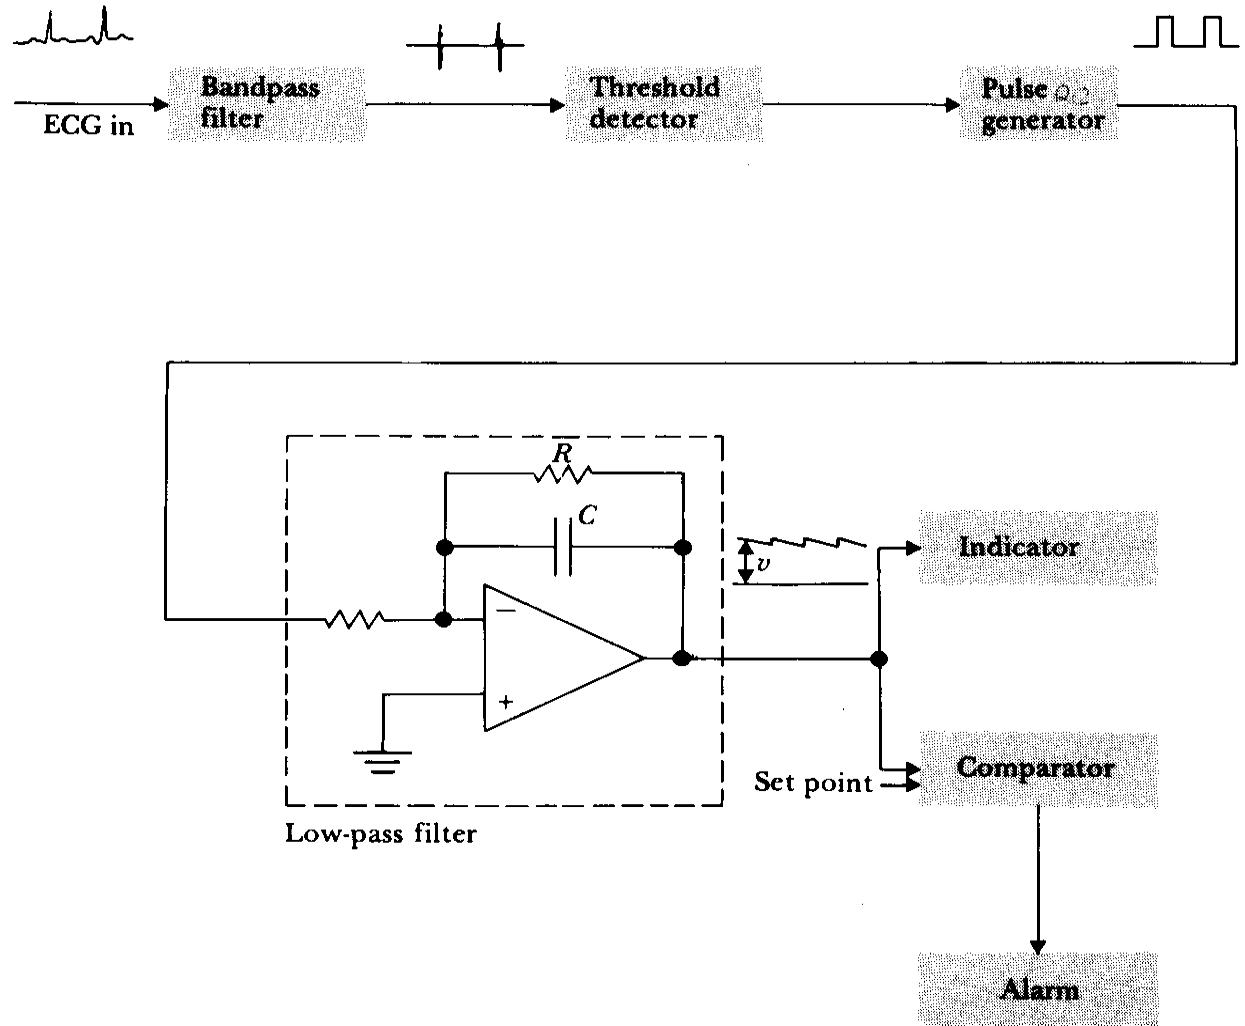 Bandpass
filter
Threshold
detector
Pulse
generator
ECG in
R
C
v
−
+
Indicator
Set point
Comparator
Low-pass filter
Alarm